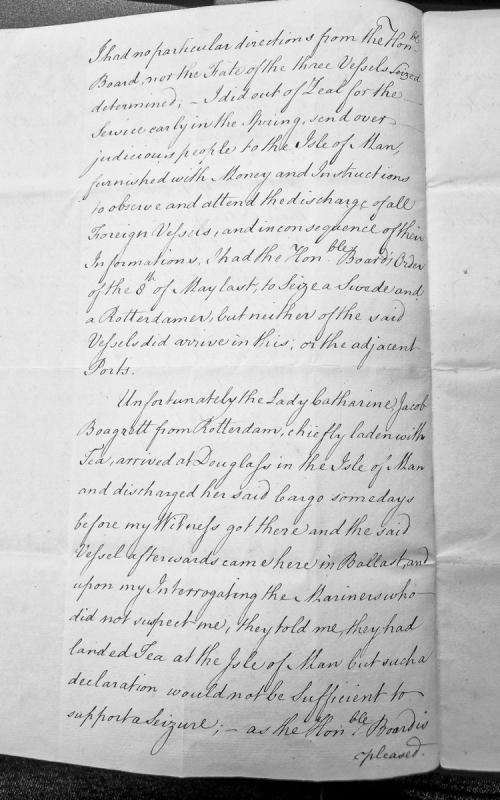 I had no particular directions from the Hon.ble
Board, nor the Fate of the three Vessels Seized
determined, – I did out of Zeal for the
Service early in the Spring, send over
judicious people to the Isle of Man,
furnished with Money and Instructions
to observe and attend the discharge of all
Foreign Vessels, and in consequence of their
Informations, I had the Hon.ble Board's Order
of the 8th of May last, to Seize a Swede and
a Rotterdamer, but neither of the said
Vessels did arrive in this, or the adjacent
Ports.
Unfortunately the Lady Catharine, Jacob
Boagrett from Rotterdam, chiefly laden with
Tea, arrived at Douglass in the Isle of Man
and discharged her said Cargo some days
before my Witness got there and the said
Vessel afterwards came here in Ballast, and
upon my Interrogating the Mariners who
did not suspect me, they told me, they had
landed Tea at the Isle of Man but such a
declaration would not be Sufficient to
support a Seizure; – as the Hon.ble Board is
pleased.